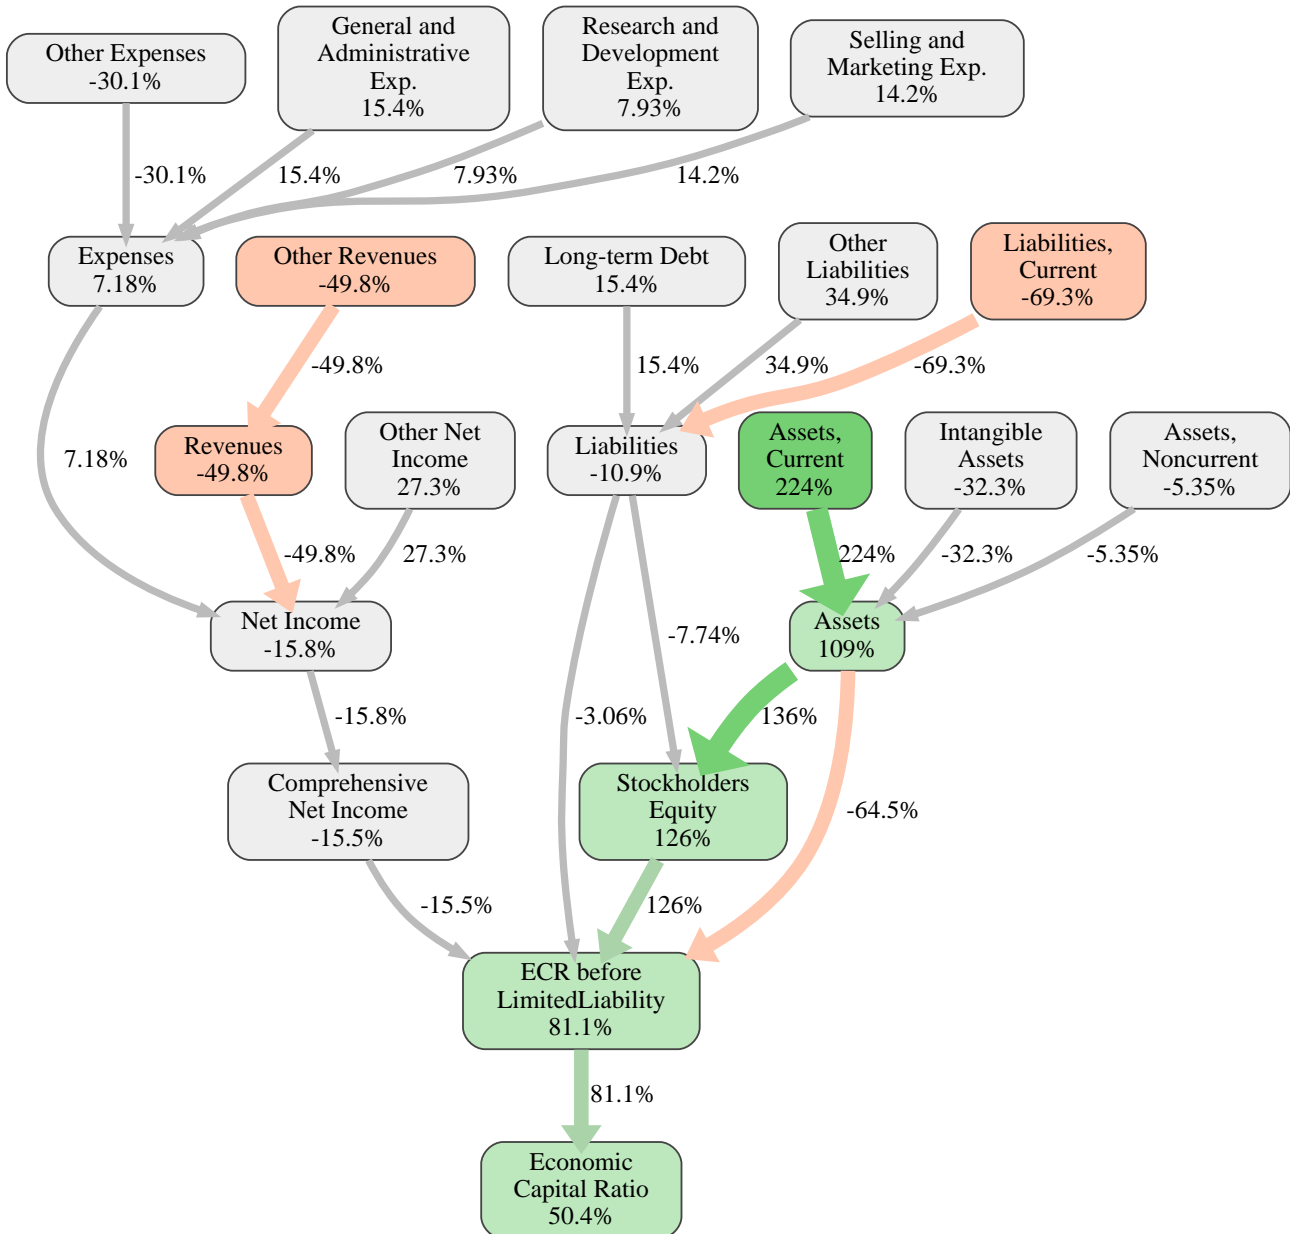 Other Expenses
-30.1%
General and
Administrative
Exp.
15.4%
Research and
Development
Exp.
7.93%
Selling and
Marketing Exp.
14.2%
-30.1%
15.4%
7.93%
14.2%
Expenses
7.18%
Other Revenues
-49.8%
Long-term Debt
15.4%
Other
Liabilities
34.9%
Liabilities,
Current
-69.3%
-49.8%
15.4%
34.9%
-69.3%
7.18%
Revenues
-49.8%
Other Net
Income
27.3%
Liabilities
-10.9%
Assets,
Current
224%
Intangible
Assets
-32.3%
Assets,
Noncurrent
-5.35%
-49.8%
27.3%
224%
-32.3%
-5.35%
Net Income
-15.8%
Assets
109%
-7.74%
-15.8%
-3.06%
136%
-64.5%
Comprehensive
Net Income
-15.5%
Stockholders
Equity
126%
-15.5%
126%
ECR before
LimitedLiability
81.1%
81.1%
Economic
Capital Ratio
50.4%